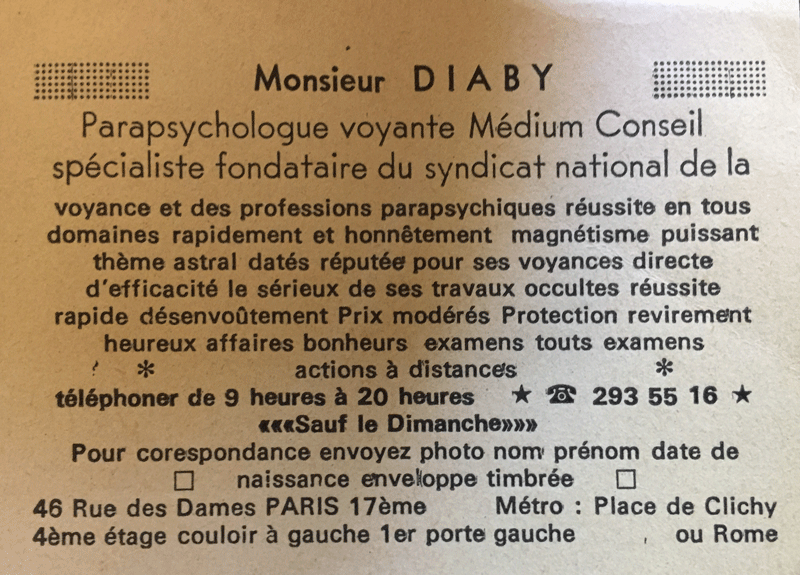 Monsieur DIABY
Parapsychologue voyante Médium Conseil
spécialiste fondataire du syndicat national de la
voyance et des professions parapsychiques réussite en tous
domaines rapidement et honnêtement magnétisme puissant
thème astral datés réputée pour ses voyances directe
d'efficacité le sérieux de ses travaux occultes réussite
rapide désenvoûtement Prix modérés Protection revirement
heureux affaires bonheurs examens touts examens
* actions à distances *
téléphoner de 9 heures à 20 heures ★ ☎ 293 55 16 ★
«««Sauf le Dimanche»»»
Pour corespondance envoyez photo nom prénom date de
□ naissance enveloppe timbrée □
46 Rue des Dames PARIS 17ème Métro : Place de Clichy
4ème étage couloir à gauche 1er porte gauche ou Rome